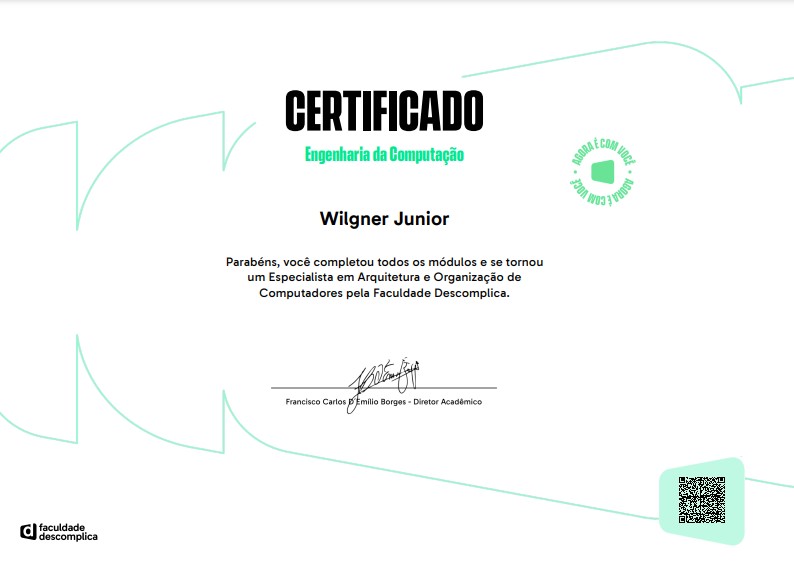 CERTIFICADO
Engenharia da Computação
AGORA É COM VOCÊ • AGORA É COM VOCÊ •
Wilgner Junior
Parabéns, você completou todos os módulos e se tornou
um Especialista em Arquitetura e Organização de
Computadores pela Faculdade Descomplica.
Francisco Carlos D'Emílio Borges - Diretor Acadêmico
d faculdade
descomplica